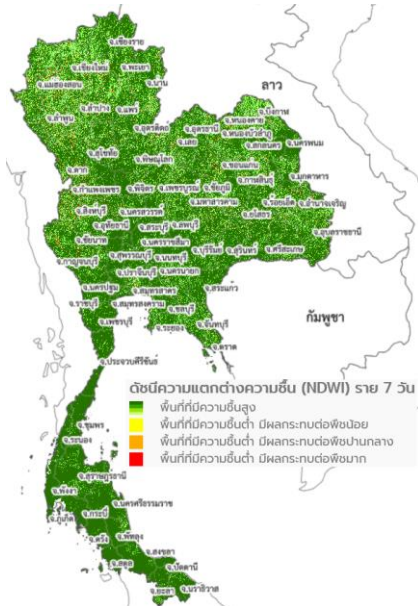 จ.เชียงราย
จ.เชียงใหม่
จ.พะเยา
จ.น่าน
จ.แม่ฮ่องสอน
จ.ลำปาง
จ.แพร่
จ.ลำพูน
จ.อุตรดิตถ์
จ.สุโขทัย
จ.ตาก
จ.พิษณุโลก
ลาว
จ.บึงกาฬ
จ.หนองคาย
จ.อุดรธานี
จ.หนองบัวลำภู
จ.เลย
จ.สกลนคร
จ.นครพนม
จ.ขอนแก่น
จ.กาฬสินธุ์
จ.มุกดาหาร
จ.กำแพงเพชร
จ.พิจิตร
จ.เพชรบูรณ์
จ.ชัยภูมิ
จ.มหาสารคาม
จ.ร้อยเอ็ด
จ.อำนาจเจริญ
จ.ยโสธร
จ.สิงห์บุรี
จ.นครสวรรค์
จ.อุทัยธานี
จ.สระบุรี
จ.ลพบุรี
จ.อุบลราชธานี
จ.ชัยนาท
จ.นครราชสีมา
จ.บุรีรัมย์
จ.สุรินทร์
จ.ศรีสะเกษ
จ.กาญจนบุรี
จ.สุพรรณบุรี
จ.นนทบุรี
จ.ปราจีนบุรี
จ.นครนายก
จ.นครปฐม
จ.สมุทรสาคร
จ.สระแก้ว
จ.ราชบุรี
จ.สมุทรสงคราม
จ.ชลบุรี
จ.เพชรบุรี
จ.ระยอง
จ.จันทบุรี
จ.ตราด
กัมพูชา
จ.ประจวบคีรีขันธ์
ดัชนีความแตกต่างความชื้น (NDWI) ราย 7 วัน
พื้นที่ที่มีความชื้นสูง
พื้นที่ที่มีความชื้นต่ำ มีผลกระทบต่อพืชน้อย
พื้นที่ที่มีความชื้นต่ำ มีผลกระทบต่อพืชปานกลาง
พื้นที่ที่มีความชื้นต่ำ มีผลกระทบต่อพืชมาก
จ.ชุมพร
จ.ระนอง
จ.สุราษฎร์ธานี
จ.พังงา
จ.นครศรีธรรมราช
จ.ภูเก็ต
จ.กระบี่
จ.ตรัง
จ.พัทลุง
จ.สงขลา
จ.สตูล
จ.ปัตตานี
จ.ยะลา
จ.นราธิวาส